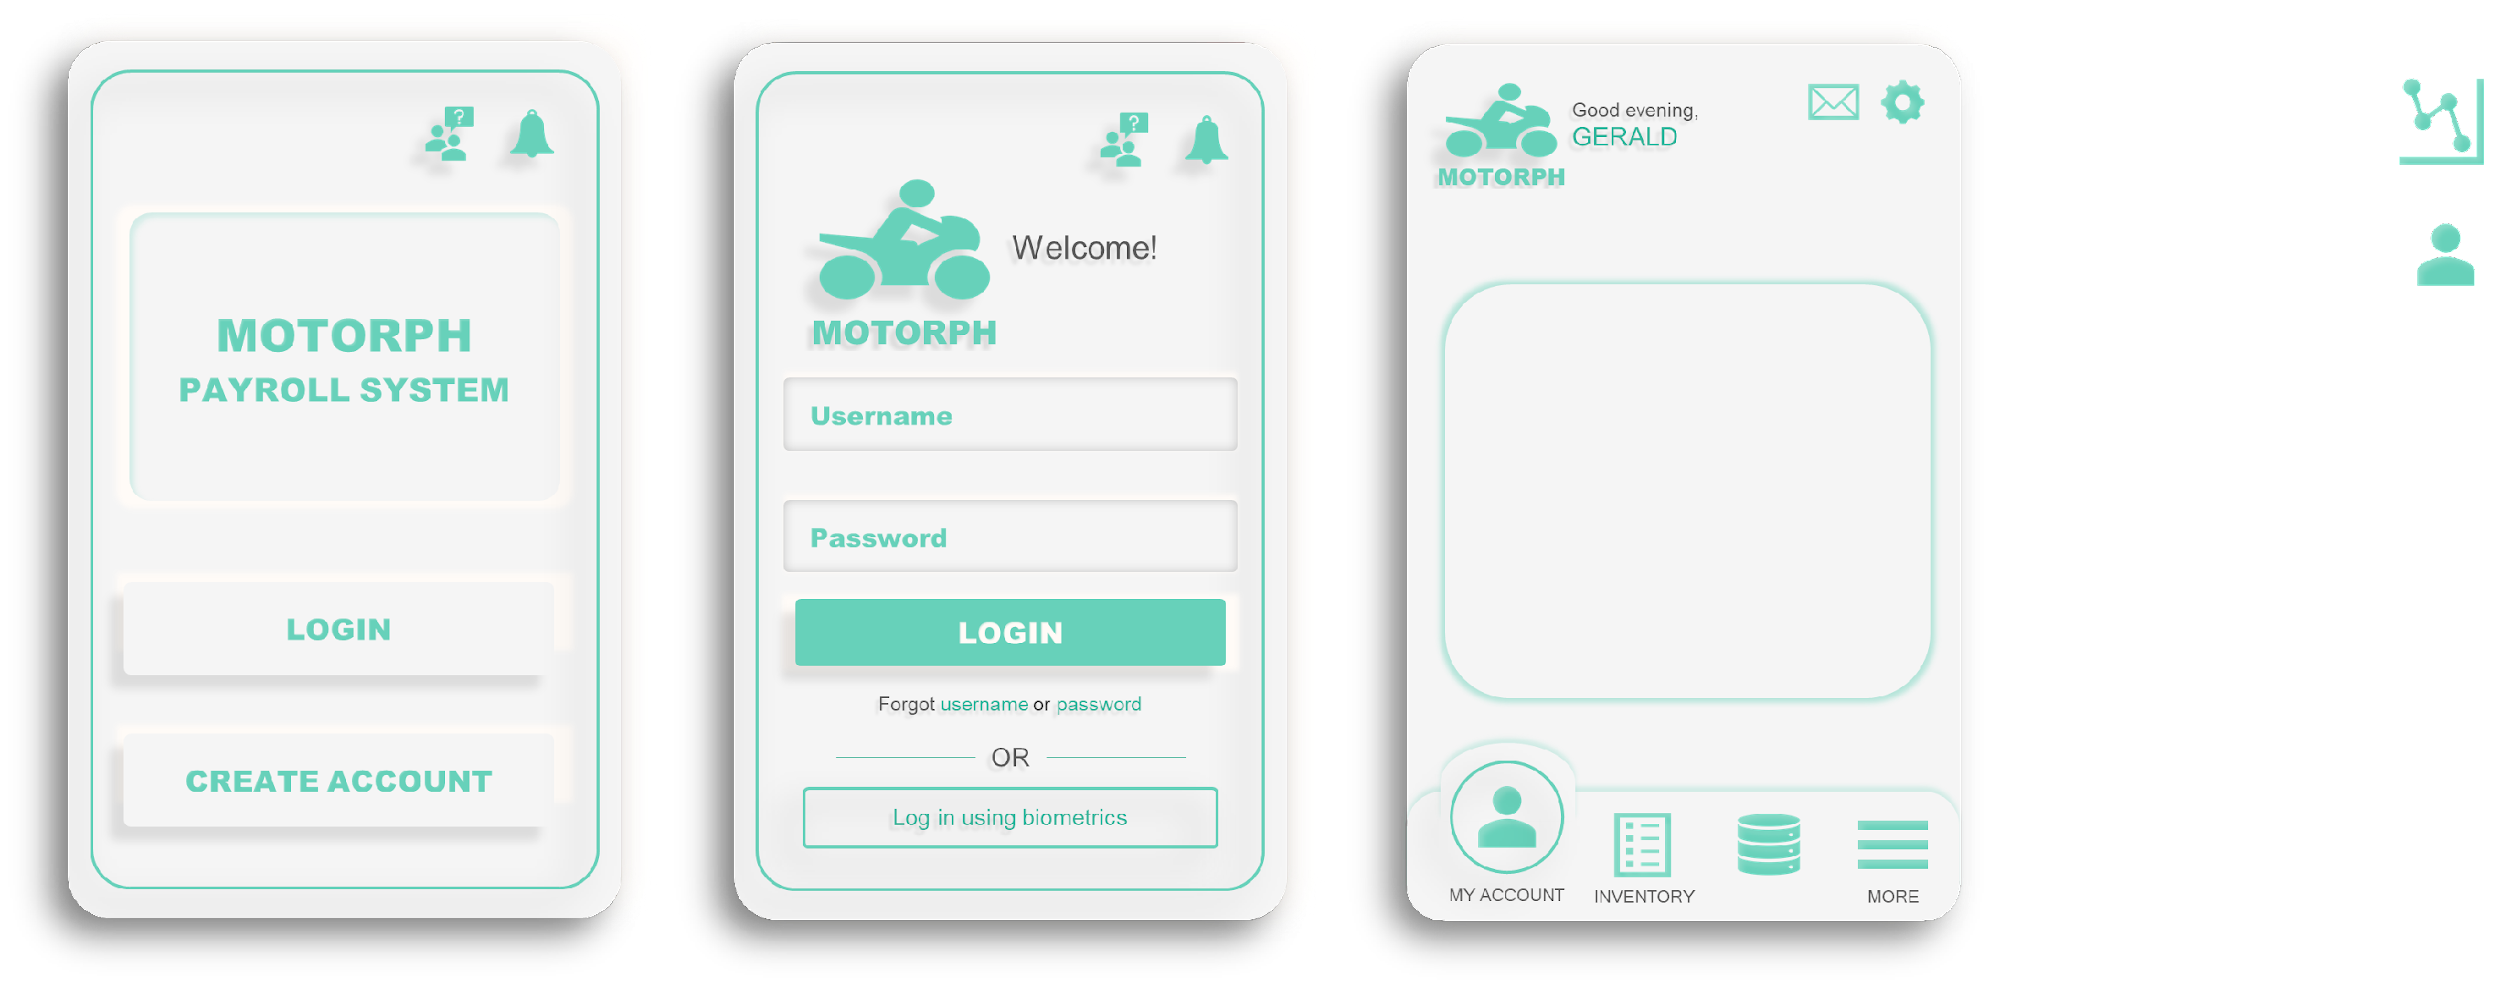 ?
MOTORPH
PAYROLL SYSTEM
LOGIN
CREATE ACCOUNT
?
Welcome!
MOTORPH
Username
Password
LOGIN
Forgot username or password
OR
Log in using biometrics
Good evening,
GERALD
MOTORPH
MY ACCOUNT
INVENTORY
MORE